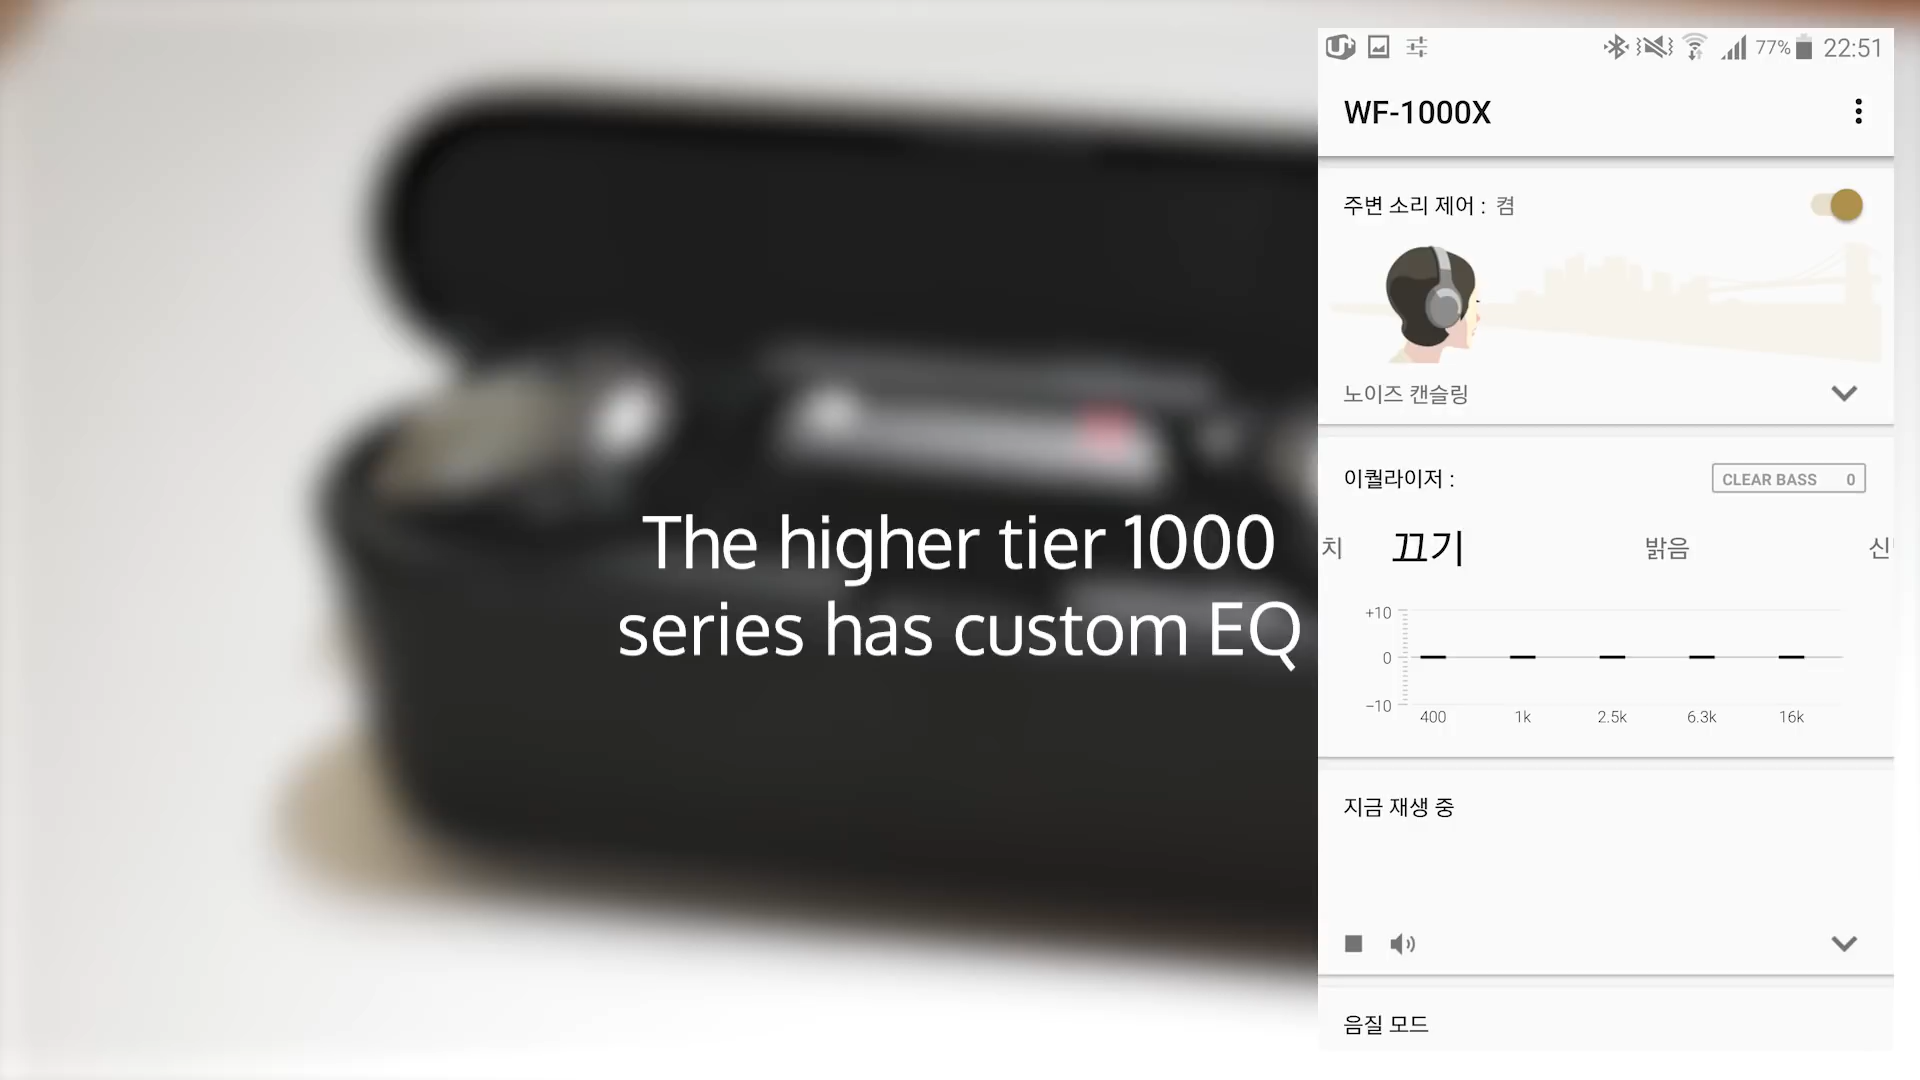 The higher tier 1000
series has custom EQ
U+
77% 22:51
WF-1000X
주변 소리 제어 : 켬
노이즈 캔슬링
이퀄라이저 :
CLEAR BASS 0
치 끄기 밝음
+10
0
−10
400 1k 2.5k 6.3k 16k
지금 재생 중
음질 모드